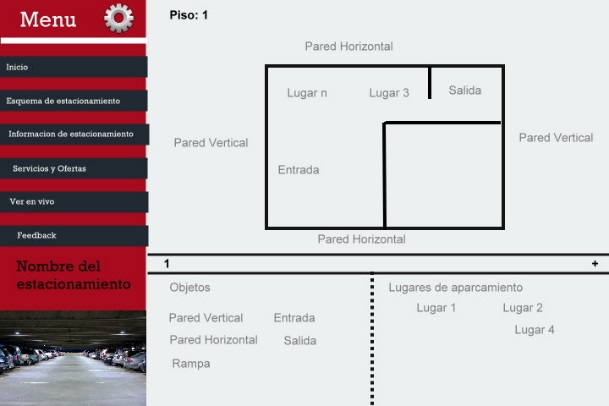 Menu
Inicio
Esquema de estacionamiento
Informacion de estacionamiento
Servicios y Ofertas
Ver en vivo
Feedback
Nombre del
estacionamiento
Piso: 1
Pared Horizontal
Lugar n
Lugar 3
Salida
Pared Vertical
Pared Vertical
Entrada
Pared Horizontal
1
+
Objetos
Pared Vertical
Entrada
Pared Horizontal
Salida
Rampa
Lugares de aparcamiento
Lugar 1
Lugar 2
Lugar 4